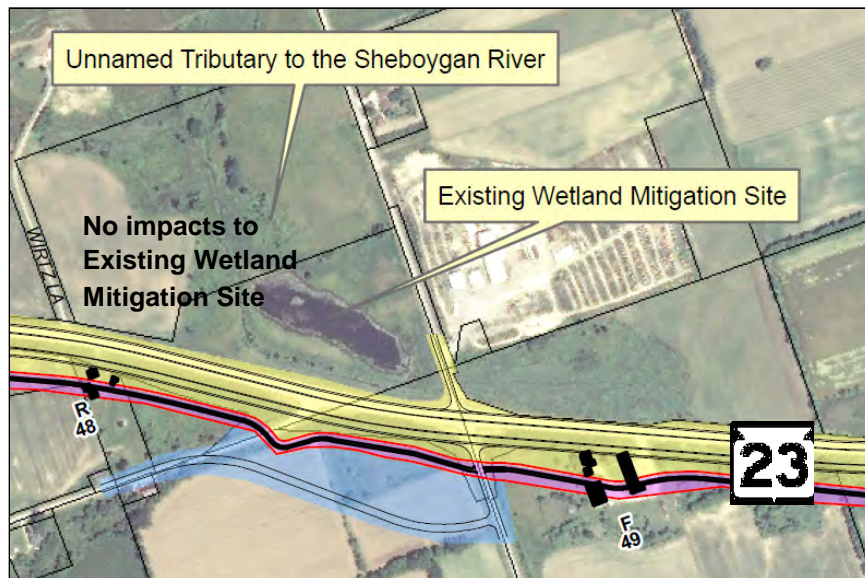 Unnamed Tributary to the Sheboygan River
Existing Wetland Mitigation Site
No impacts to
Existing Wetland
Mitigation Site
WIRTZ LA
R
48
23
F
49